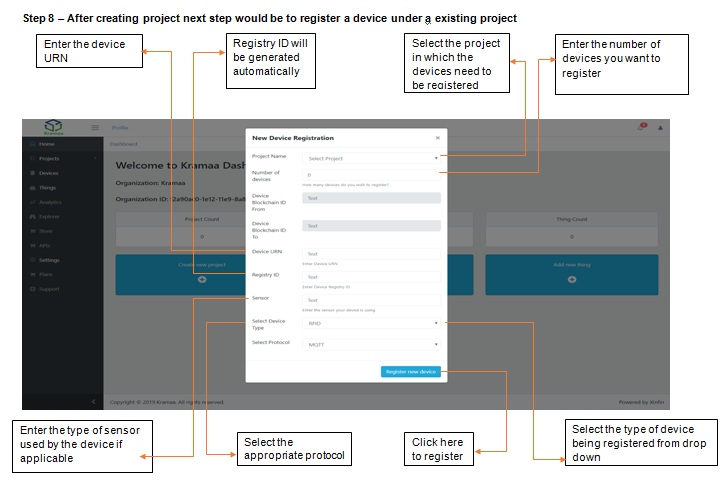 Step 8 – After creating project next step would be to register a device under a existing project
Enter the device
URN
Registry ID will
be generated
automatically
Select the project
in which the
devices need to
be registered
Enter the number of
devices you want to
register
Kramaa
Profile
Home
Projects
Devices
Things
Analytics
Explorer
Store
APIs
Settings
Plans
Support
Dashboard
Welcome to Kramaa Dash
Organization: Kramaa
Organization ID:
Project Count
0
Create new project
Thing Count
0
Add new thing
New Device Registration
×
Project Name
Select Project
Number of
devices
0
How many devices do you wish to register?
Device
Blockchain ID
From
Text
Device
Blockchain ID
To
Text
Device URN
Text
Enter Device URN
Registry ID
Text
Enter Device Registry ID
Sensor
Text
Enter the sensor your device is using
Select Device
Type
RFID
Select Protocol
MQTT
Register new device
Copyright © 2019 Kramaa. All rights reserved.
Powered by XinFin
Enter the type of sensor
used by the device if
applicable
Select the
appropriate protocol
Click here
to register
Select the type of device
being registered from drop
down